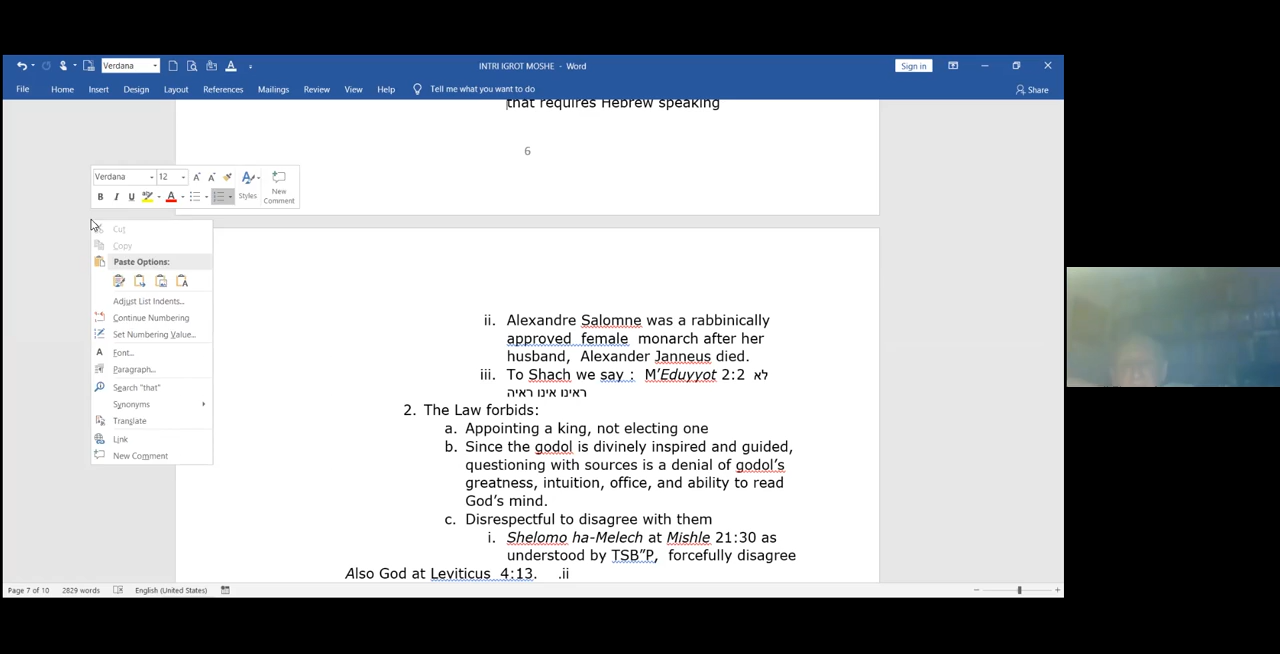 Verdana
INTRI IGROT MOSHE - Word
Sign in
File Home Insert Design Layout References Mailings Review View Help Tell me what you want to do Share
that requires Hebrew speaking
6
Verdana 12
Styles
New
Comment
Cut
Copy
Paste Options:
Adjust List Indents...
Continue Numbering
Set Numbering Value...
Font...
Paragraph...
Search "that"
Synonyms
Translate
Link
New Comment
ii. Alexandre Salomne was a rabbinically
approved female monarch after her
husband, Alexander Janneus died.
iii. To Shach we say : M'Eduyyot 2:2 לא
ראינו אינו ראיה
2. The Law forbids:
a. Appointing a king, not electing one
b. Since the godol is divinely inspired and guided,
questioning with sources is a denial of godol's
greatness, intuition, office, and ability to read
God's mind.
c. Disrespectful to disagree with them
i. Shelomo ha-Melech at Mishle 21:30 as
understood by TSB"P, forcefully disagree
Also God at Leviticus 4:13. .ii
Page 7 of 10 2829 words English (United States)